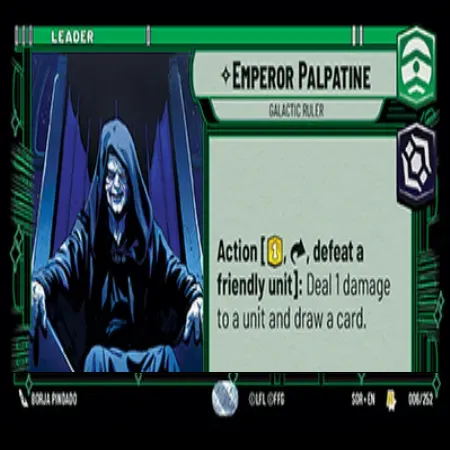 LEADER
EMPEROR PALPATINE
GALACTIC RULER
Action [1, , defeat a
friendly unit]: Deal 1 damage
to a unit and draw a card.
BORJA PINDADO
©LFL ©FFG
SOR • EN
006/252